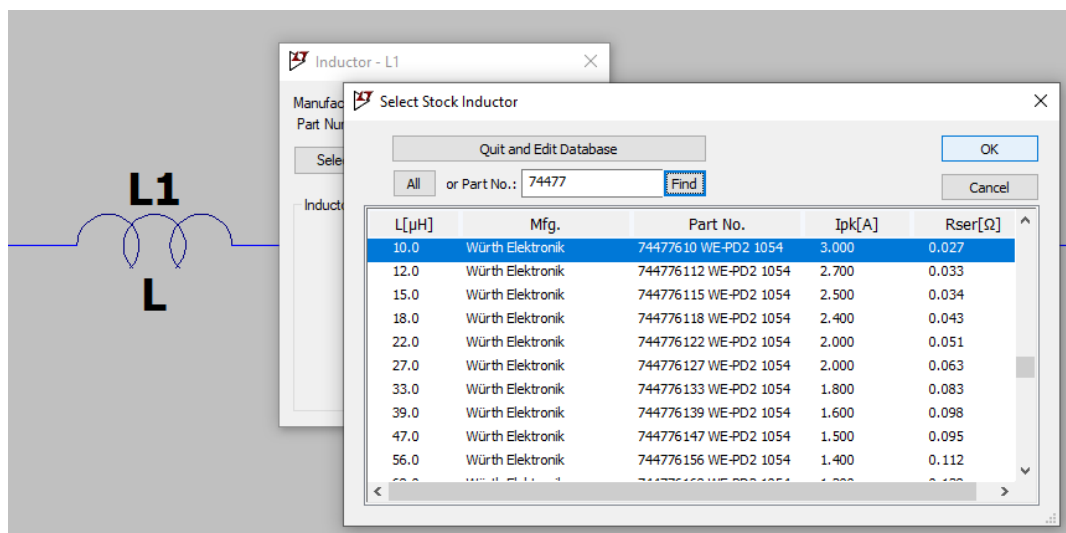 Inductor - L1
Manufac
Part Nur
Sele
Inducto
L1
L
Select Stock Inductor
Quit and Edit Database
OK
All or Part No.: 74477 Find
Cancel
L[µH] Mfg. Part No. Ipk[A] Rser[Ω]
10.0 Würth Elektronik 74477610 WE-PD2 1054 3.000 0.027
12.0 Würth Elektronik 744776112 WE-PD2 1054 2.700 0.033
15.0 Würth Elektronik 744776115 WE-PD2 1054 2.500 0.034
18.0 Würth Elektronik 744776118 WE-PD2 1054 2.400 0.043
22.0 Würth Elektronik 744776122 WE-PD2 1054 2.000 0.051
27.0 Würth Elektronik 744776127 WE-PD2 1054 2.000 0.063
33.0 Würth Elektronik 744776133 WE-PD2 1054 1.800 0.083
39.0 Würth Elektronik 744776139 WE-PD2 1054 1.600 0.098
47.0 Würth Elektronik 744776147 WE-PD2 1054 1.500 0.095
56.0 Würth Elektronik 744776156 WE-PD2 1054 1.400 0.112